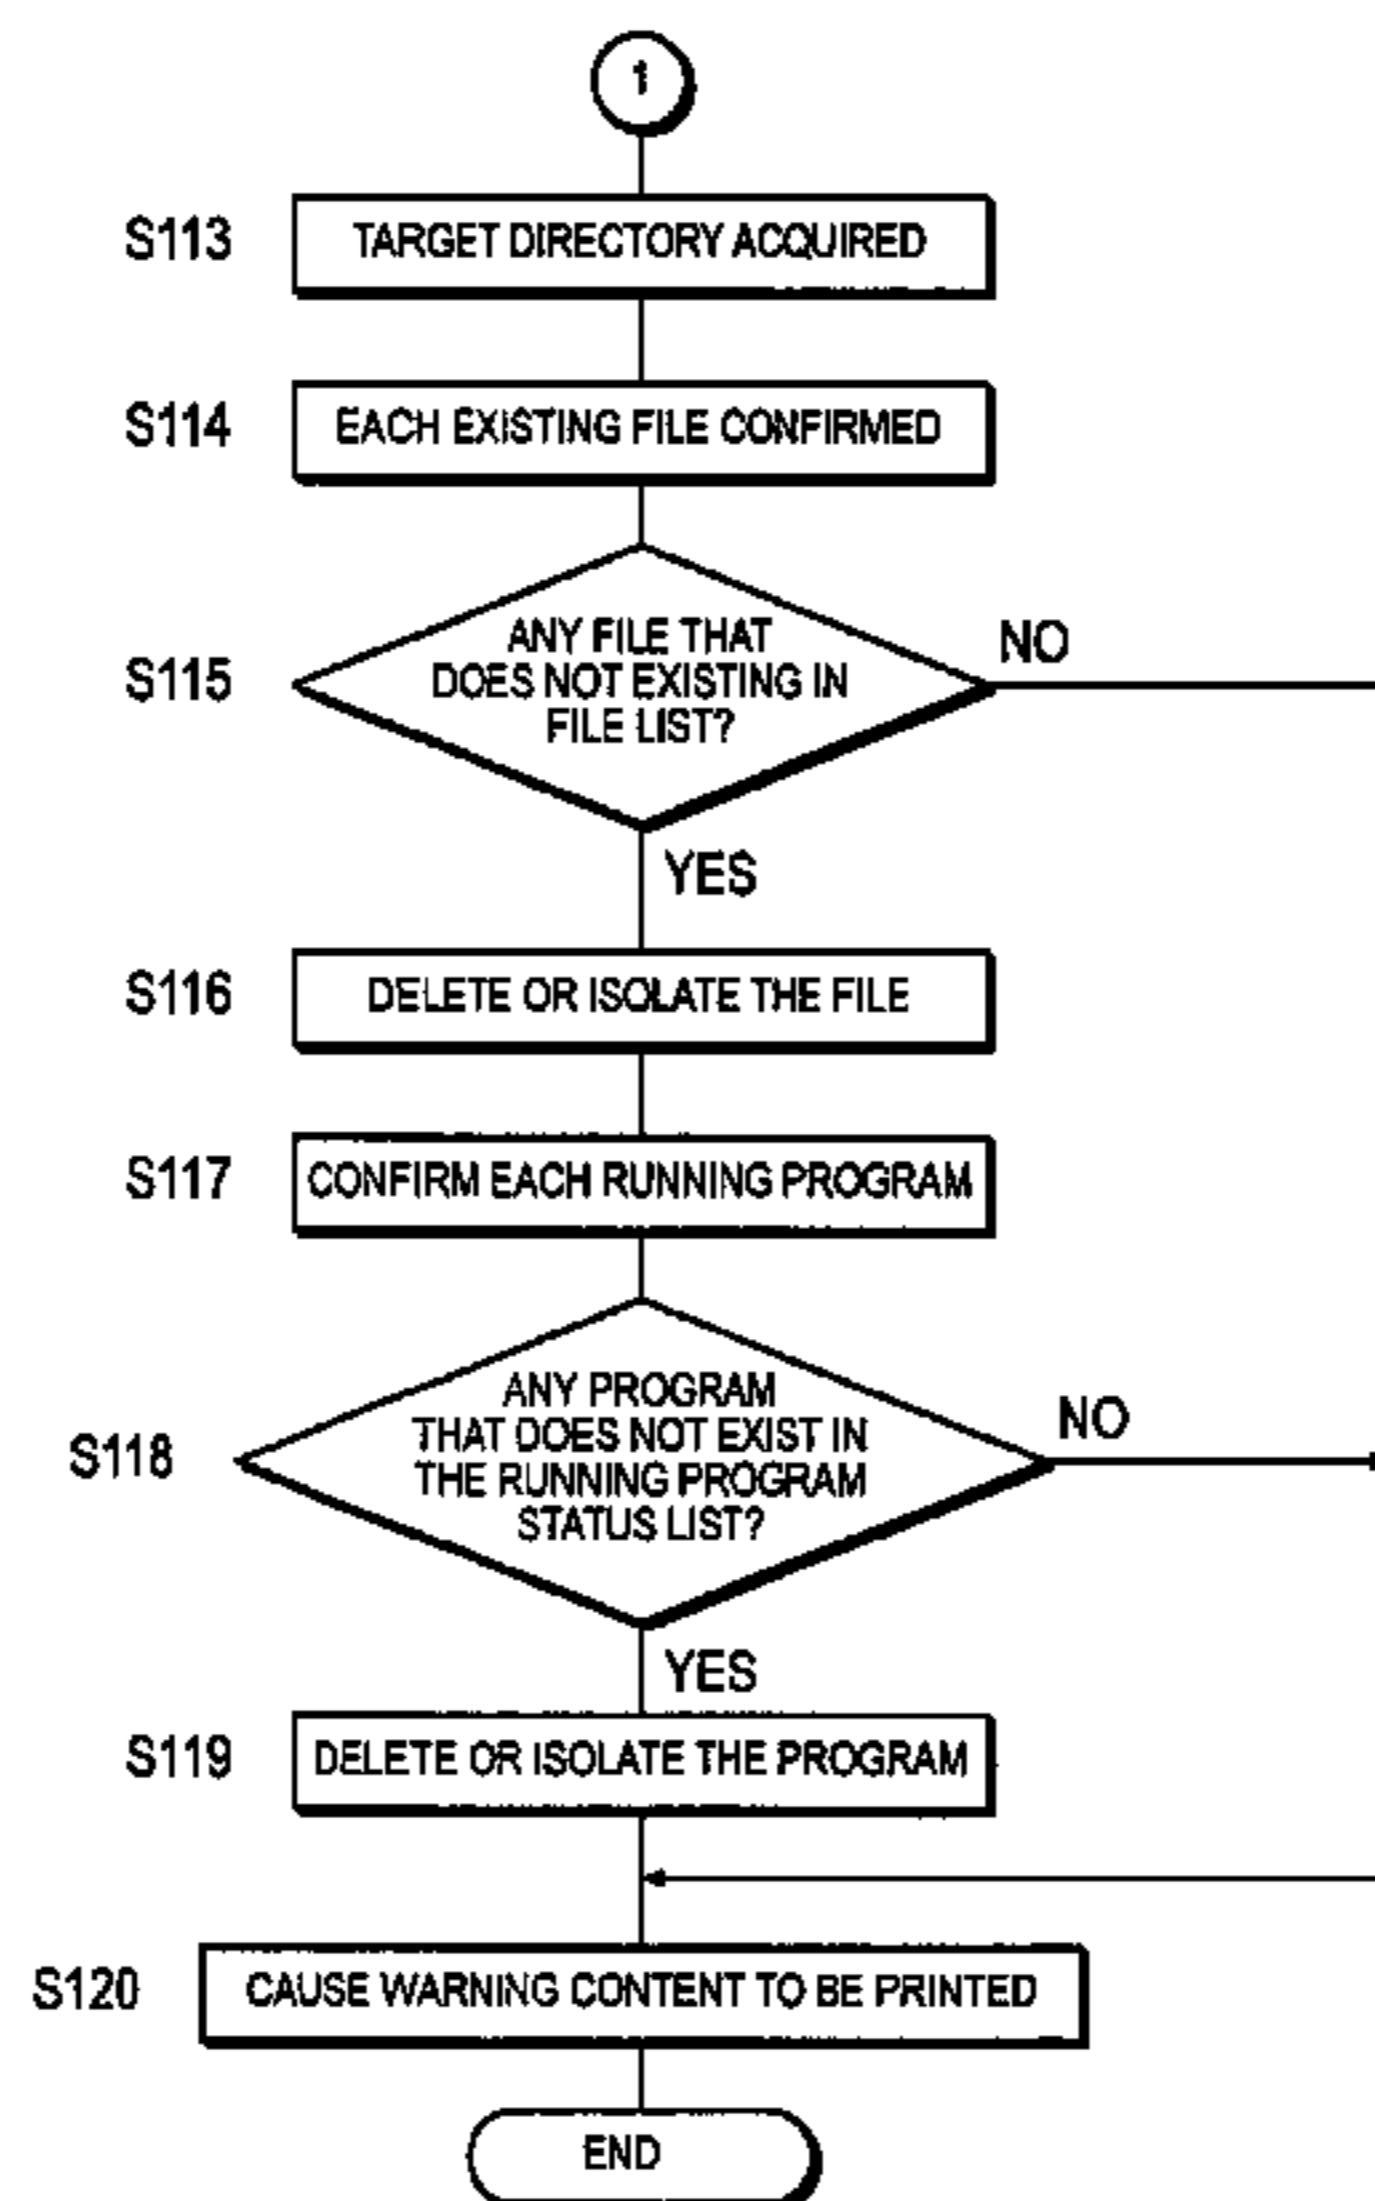 1
S113
TARGET DIRECTORY ACQUIRED
S114
EACH EXISTING FILE CONFIRMED
S115
ANY FILE THAT
DOES NOT EXISTING IN
FILE LIST?
NO
YES
S116
DELETE OR ISOLATE THE FILE
S117
CONFIRM EACH RUNNING PROGRAM
S118
ANY PROGRAM
THAT DOES NOT EXIST IN
THE RUNNING PROGRAM
STATUS LIST?
NO
YES
S119
DELETE OR ISOLATE THE PROGRAM
S120
CAUSE WARNING CONTENT TO BE PRINTED
END